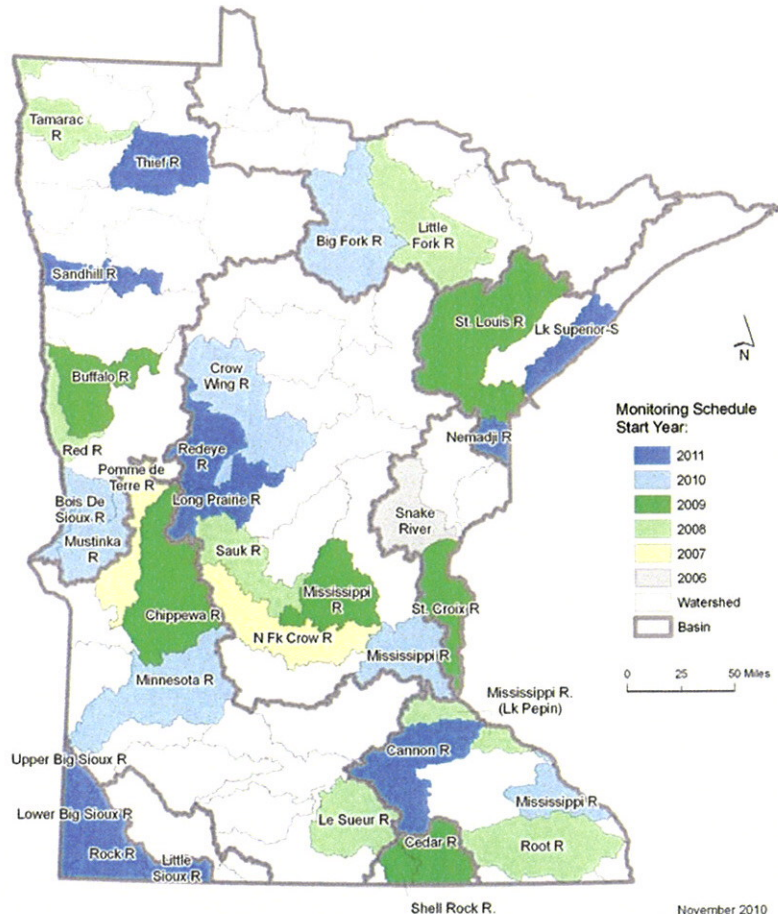 Tamarac
R
Thief R
Big Fork R
Little
Fork R
Sandhill R
St. Louis R
Lk Superior-S
N
Buffalo R
Crow
Wing R
Red R
Redeye
R
Nemadji R
Pomme de
Terre R
Bois De
Sioux R
Long Prairie R
Mustinka
R
Snake
River
Sauk R
Mississippi
R
Chippewa R
St. Croix R
N Fk Crow R
Mississippi R
Minnesota R
Monitoring Schedule
Start Year:
2011
2010
2009
2008
2007
2006
Watershed
Basin
0 25 50 Miles
Mississippi R.
(Lk Pepin)
Cannon R
Upper Big Sioux R
Lower Big Sioux R
Mississippi R
Le Sueur R
Cedar R
Root R
Rock R
Little
Sioux R
Shell Rock R.
November 2010